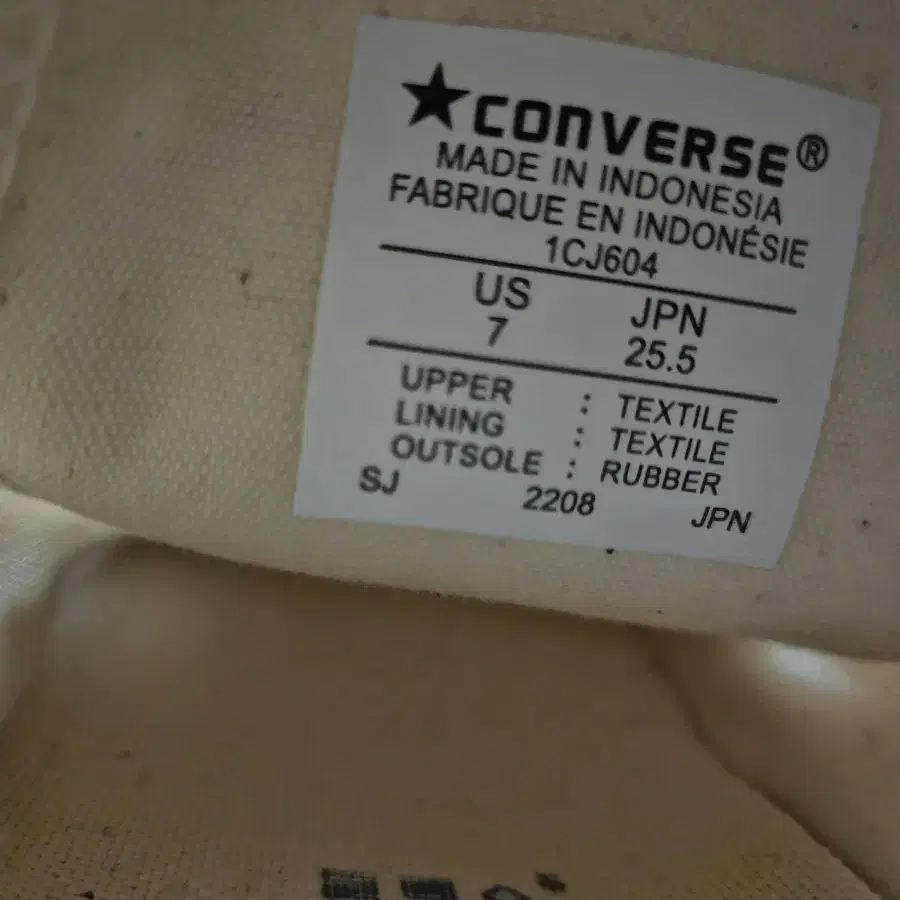 ★CONVERSE®
MADE IN INDONESIA
FABRIQUE EN INDONÉSIE
1CJ604
US JPN
7 25.5
UPPER : TEXTILE
LINING : TEXTILE
OUTSOLE : RUBBER
SJ 2208 JPN